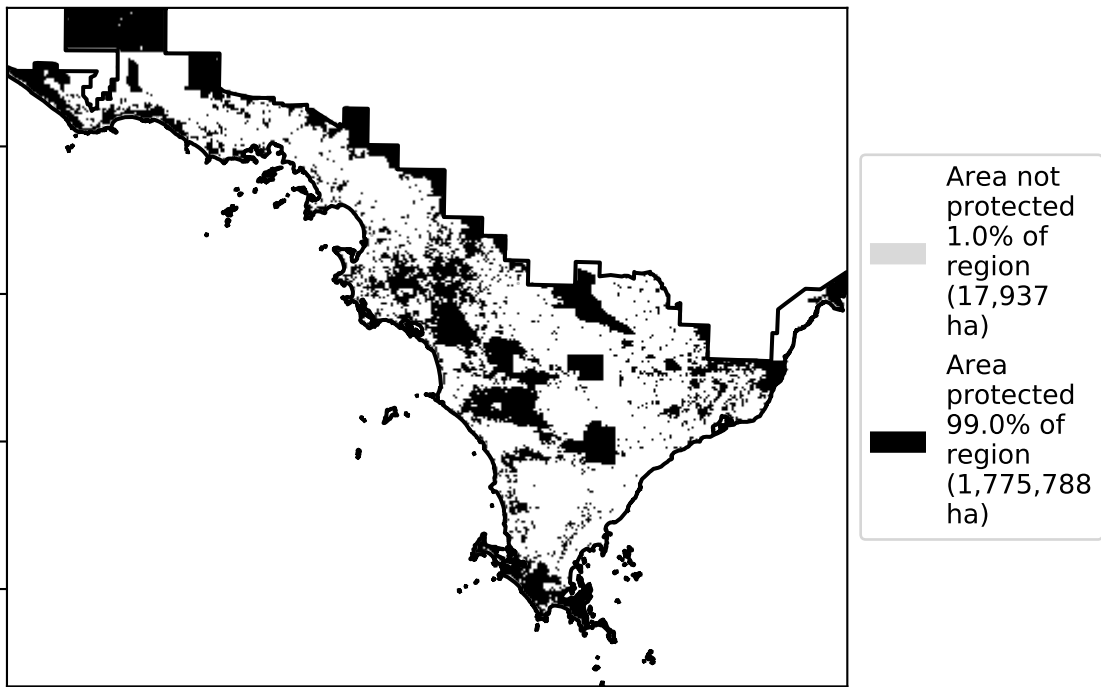 Area not
protected
1.0% of
region
(17,937
ha)
Area
protected
99.0% of
region
(1,775,788
ha)